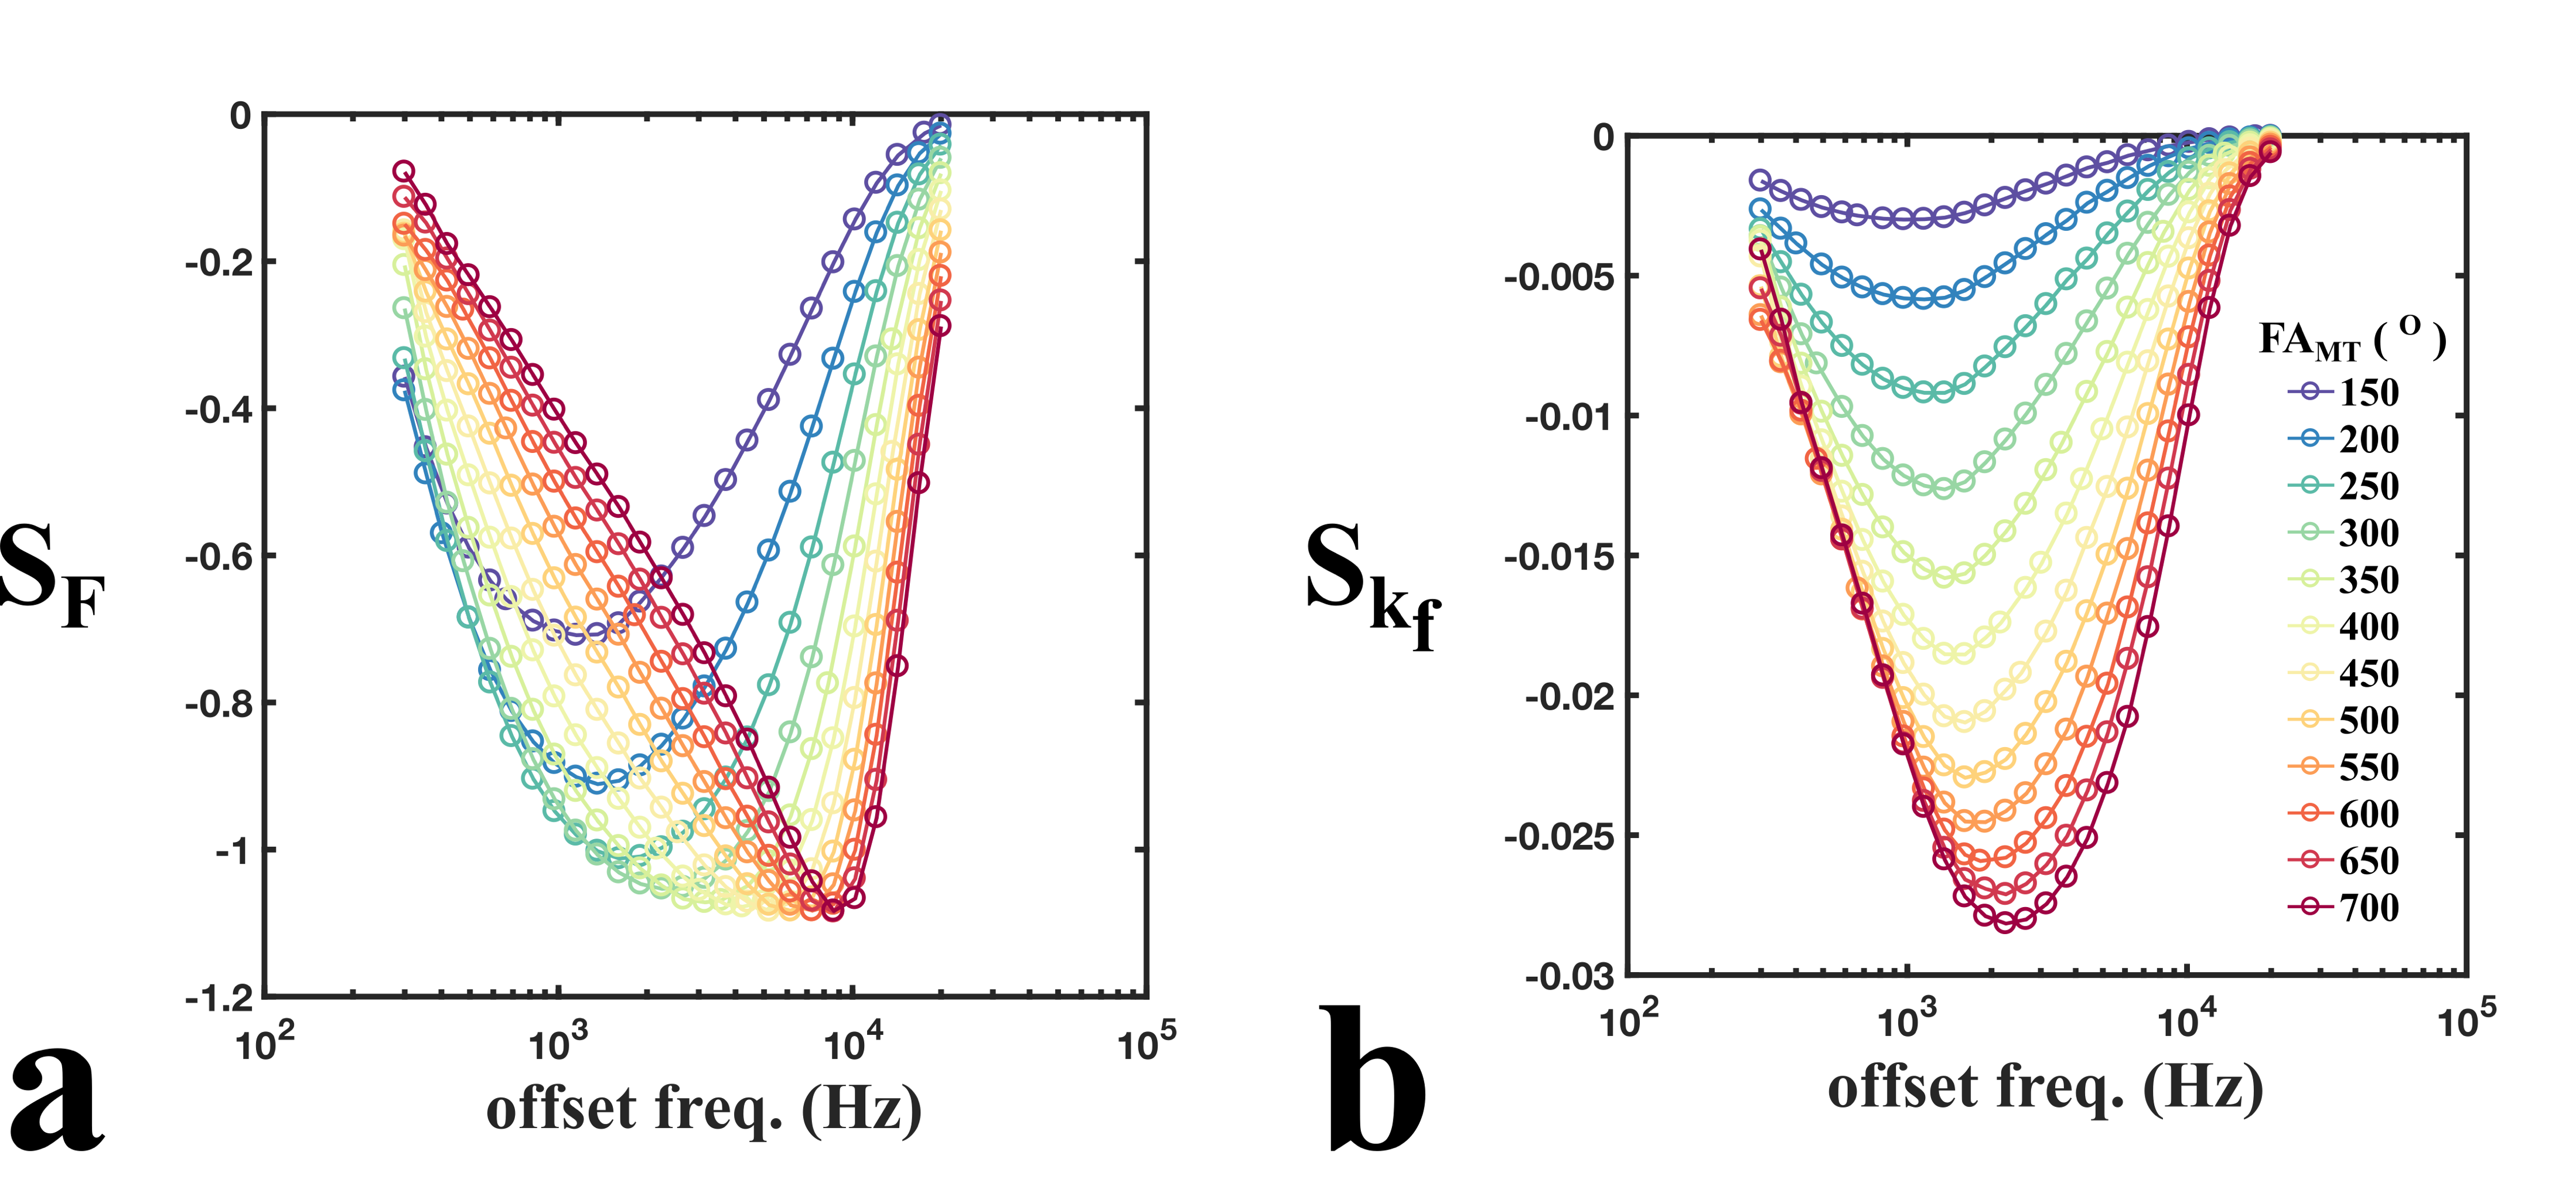 S_F
0
-0.2
-0.4
-0.6
-0.8
-1
-1.2
10^2 10^3 10^4 10^5
offset freq. (Hz)
a
S_k_f
0
-0.005
-0.01
-0.015
-0.02
-0.025
-0.03
10^2 10^3 10^4 10^5
offset freq. (Hz)
FA_MT ( ^O )
150
200
250
300
350
400
450
500
550
600
650
700
b